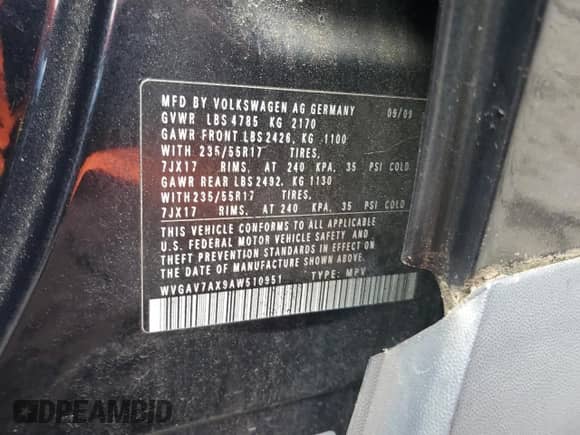 MFD BY VOLKSWAGEN AG GERMANY 09/09
GVWR LBS 4785 KG 2170
GAWR FRONT LBS 2426, KG 1100
WITH 235/55R17 TIRES,
7JX17 RIMS, AT 240 KPA, 35 PSI COLD
GAWR REAR LBS 2492, KG 1130
WITH 235/55R17 TIRES,
7JX17 RIMS, AT 240 KPA, 35 PSI COLD
THIS VEHICLE CONFORMS TO ALL APPLICABLE
U.S. FEDERAL MOTOR VEHICLE SAFETY AND
THEFT PREVENTION STANDARDS IN EFFECT ON
THE DATE OF MANUFACTURE SHOWN ABOVE
WVGAV7AX9AW510951 TYPE: MPV
DPEAMBID